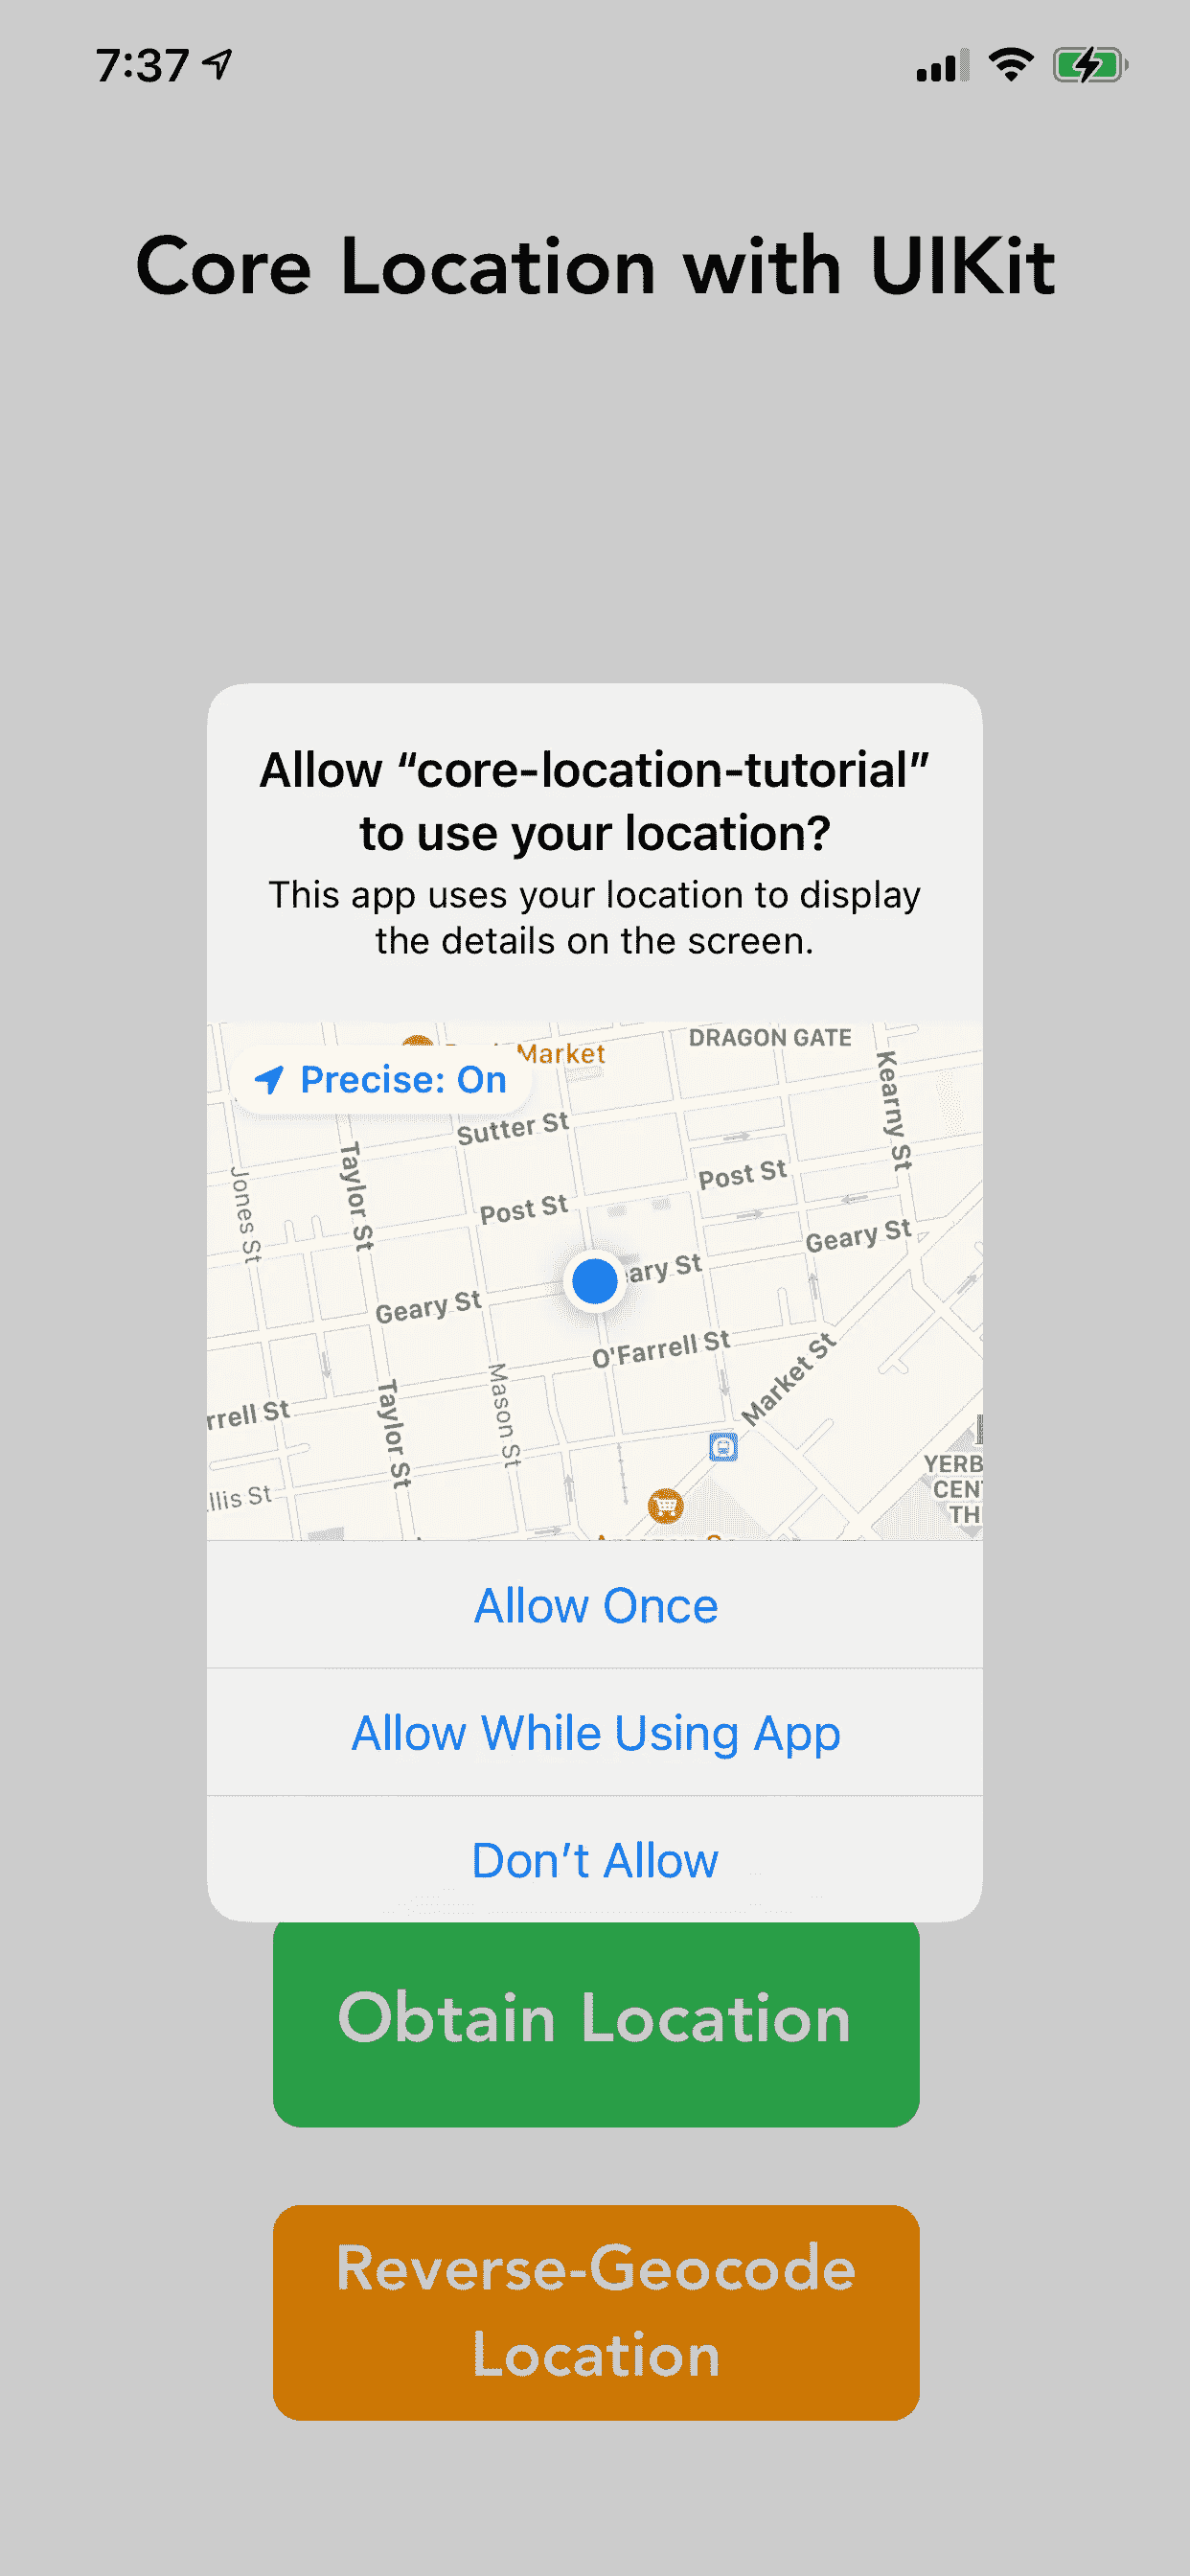 7:37
Core Location with UIKit
Allow “core-location-tutorial”
to use your location?
This app uses your location to display
the details on the screen.
DRAGON GATE
Market
Precise: On
Kearny St
Sutter St
Taylor St
Jones St
Post St
Post St
Geary St
ary St
Geary St
O'Farrell St
Market St
Mason St
Taylor St
rrell St
llis St
YERB
CEN
TH
Allow Once
Allow While Using App
Don’t Allow
Obtain Location
Reverse-Geocode
Location